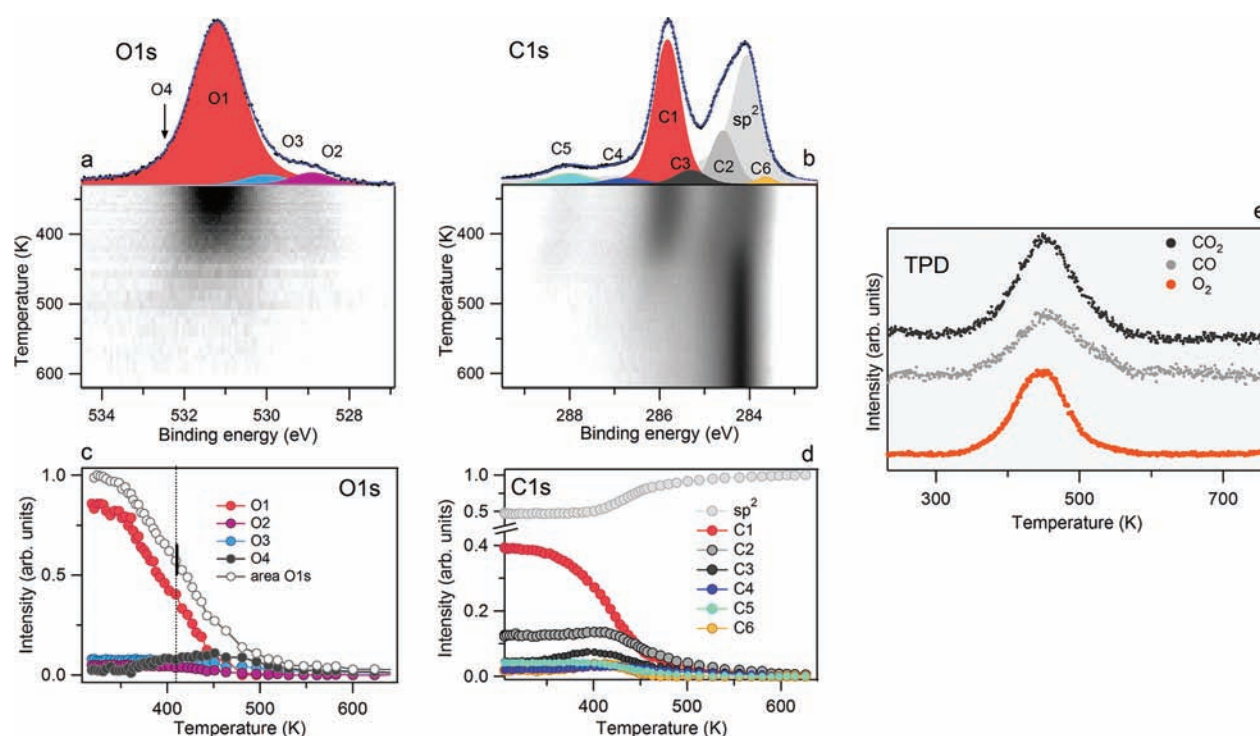 O1s
O4
O1
O3
O2
a
Temperature (K)
400
500
600
534
532
530
528
Binding energy (eV)
C1s
C5
C4
C1
C3
C2
sp2
C6
b
Temperature (K)
400
500
600
288
286
284
Binding energy (eV)
c
O1s
Intensity (arb. units)
1.0
0.5
0.0
O1
O2
O3
O4
area O1s
400
500
600
Temperature (K)
C1s
d
Intensity (arb. units)
1.0
0.5
0.4
0.2
0.0
sp2
C1
C2
C3
C4
C5
C6
400
500
600
Temperature (K)
e
TPD
CO2
CO
O2
Intensity (arb. units)
300
500
700
Temperature (K)